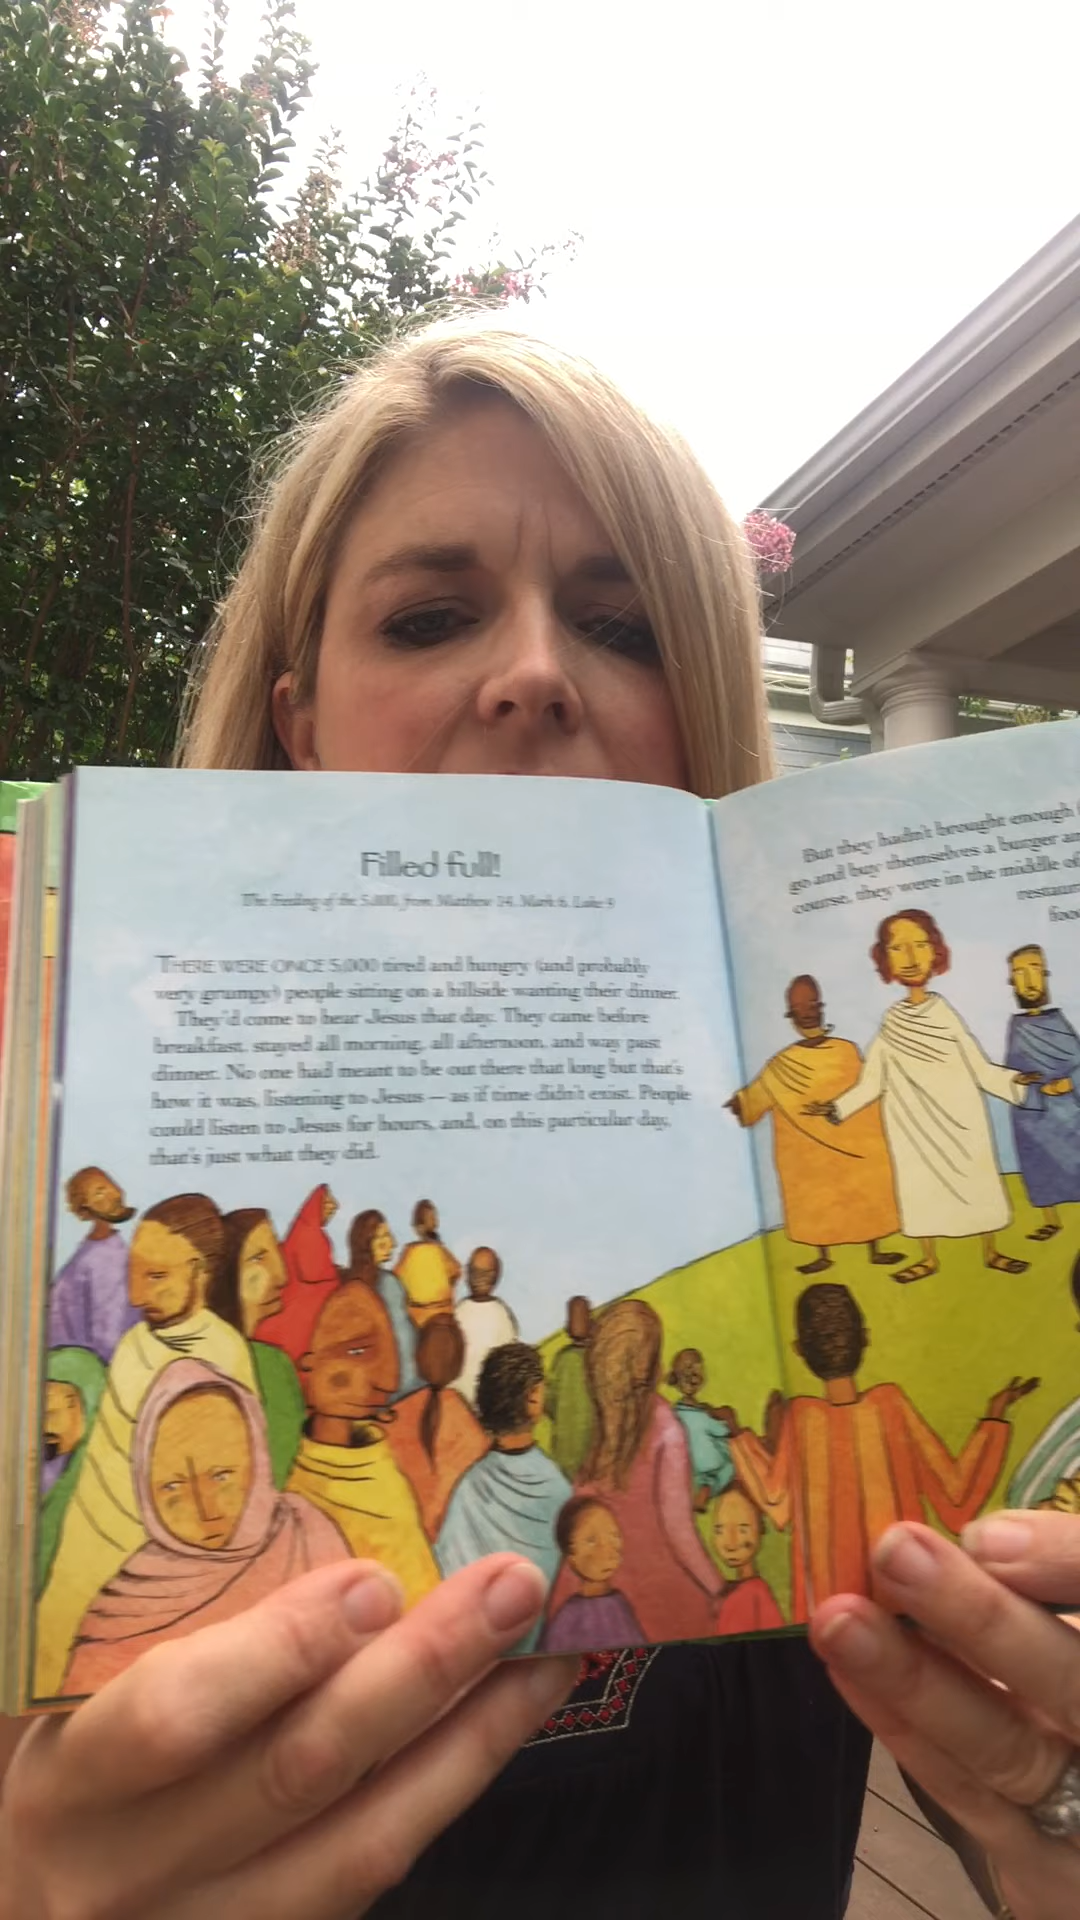 Filled full!
The Feeding of the 5,000, from Matthew 14, Mark 6, Luke 9
THERE WERE ONCE 5,000 tired and hungry (and probably
very grumpy) people sitting on a hillside wanting their dinner.
They'd come to hear Jesus that day. They came before
breakfast, stayed all morning, all afternoon, and way past
dinner. No one had meant to be out there that long but that's
how it was, listening to Jesus — as if time didn't exist. People
could listen to Jesus for hours, and, on this particular day,
that's just what they did.
But they hadn't brought enough
go and buy themselves a burger
course, they were in the middle of